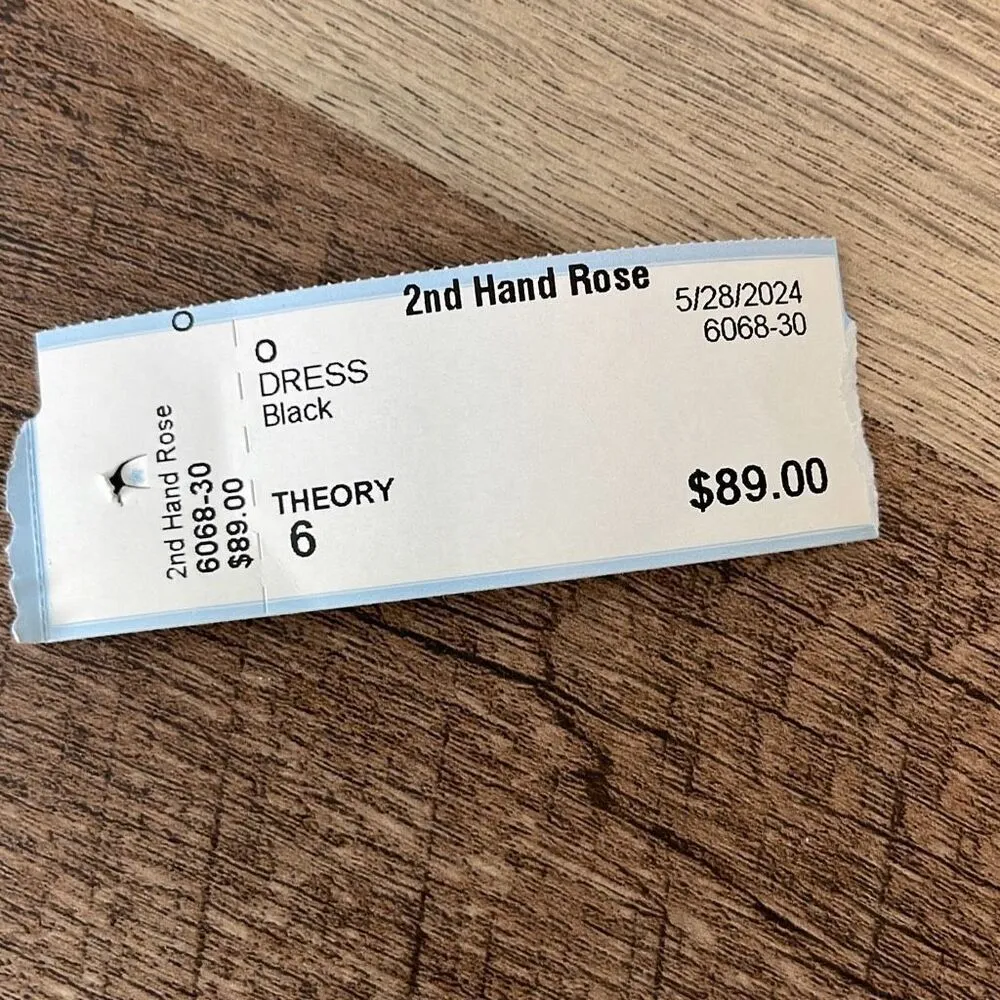 2nd Hand Rose
5/28/2024
6068-30
O
DRESS
Black
THEORY
6
$89.00
O
2nd Hand Rose
6068-30
$89.00